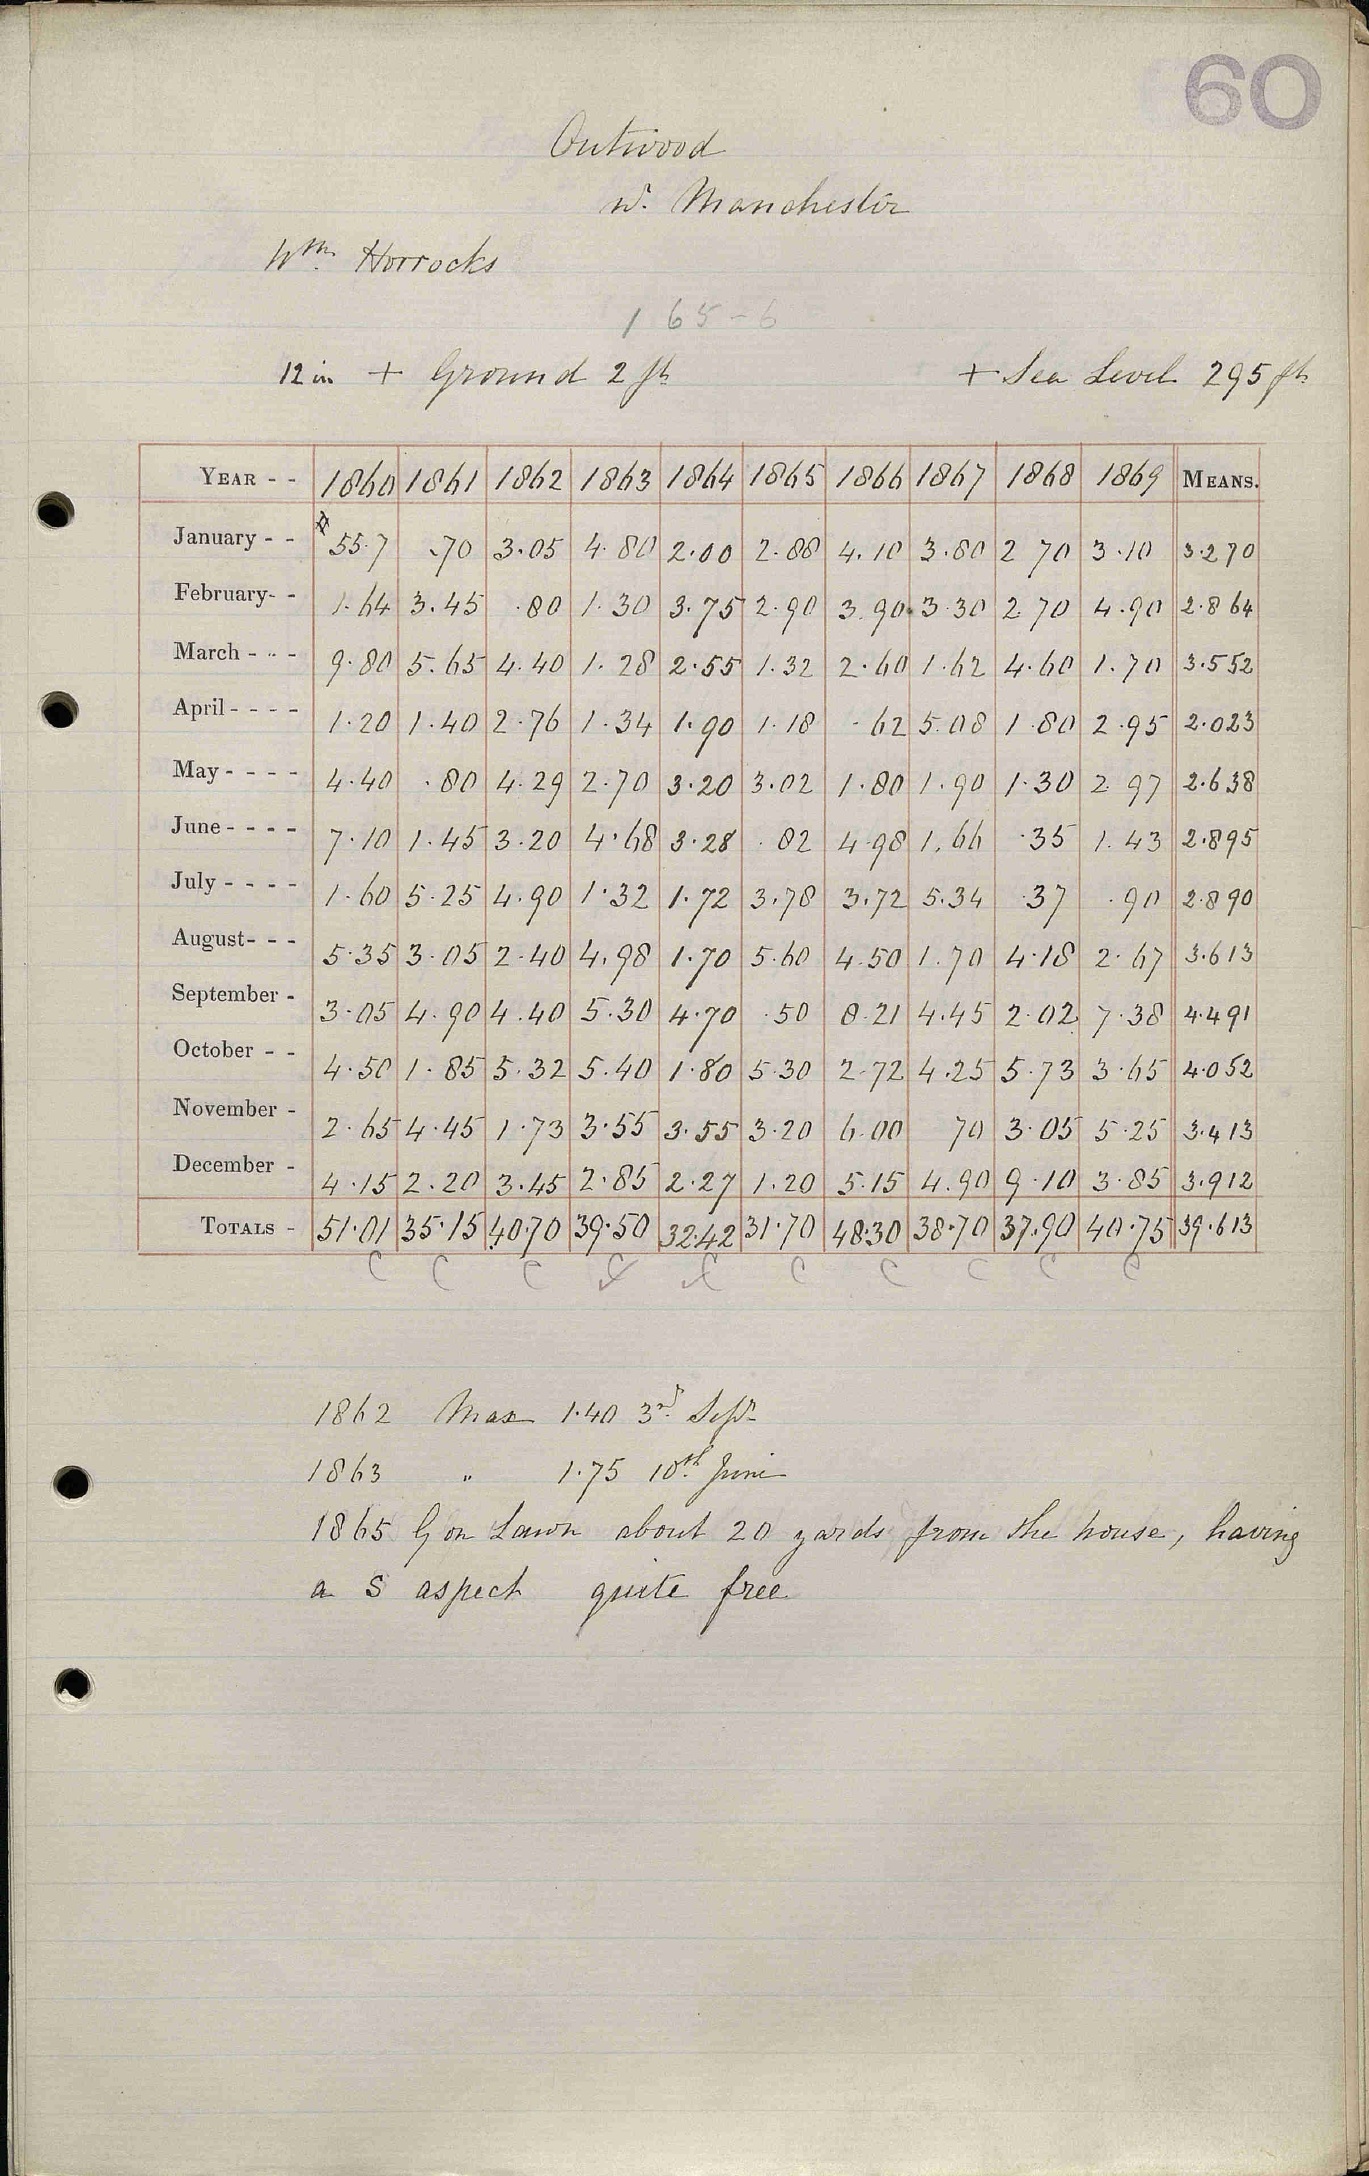 60
Outwood
nr. Manchester
Wm. Horrocks
165-6
12 in + Ground 2 ft + Sea Level 295 ft
YEAR - - 1860 1861 1862 1863 1864 1865 1866 1867 1868 1869 MEANS.
January - - 55.7 .70 3.05 4.80 2.00 2.88 4.10 3.80 2 70 3.10 3.270
February- - 1.64 3.45 .80 1.30 3.75 2.90 3.90 3.30 2.70 4.90 2.864
March - - - 9.80 5.65 4.40 1.28 2.55 1.32 2.60 1.62 4.60 1.70 3.552
April - - - - 1.20 1.40 2.76 1.34 1.90 1.18 .62 5.08 1.80 2.95 2.023
May - - - - 4.40 .80 4.29 2.70 3.20 3.02 1.80 1.90 1.30 2.97 2.638
June - - - - 7.10 1.45 3.20 4.68 3.28 .82 4.98 1.66 .35 1.43 2.895
July - - - - 1.60 5.25 4.90 1.32 1.72 3.78 3.72 5.34 .37 .90 2.890
August- - - 5.35 3.05 2.40 4.98 1.70 5.60 4.50 1.70 4.18 2.67 3.613
September - 3.05 4.90 4.40 5.30 4.70 .50 8.21 4.45 2.02 7.38 4.491
October - - 4.50 1.85 5.32 5.40 1.80 5.30 2.72 4.25 5.73 3.65 4.052
November - 2.65 4.45 1.73 3.55 3.55 3.20 6.00 70 3.05 5.25 3.413
December - 4.15 2.20 3.45 2.85 2.27 1.20 5.15 4.90 9.10 3.85 3.912
TOTALS - 51.01 35.15 40.70 39.50 32.42 31.70 48.30 38.70 37.90 40.75 39.613
C C C C C C C C C C
1862 Max 1.40 3rd. Sept
1863 " 1.75 10th. June
1865 G on Lawn about 20 yards from the house, having
a S aspect quite free